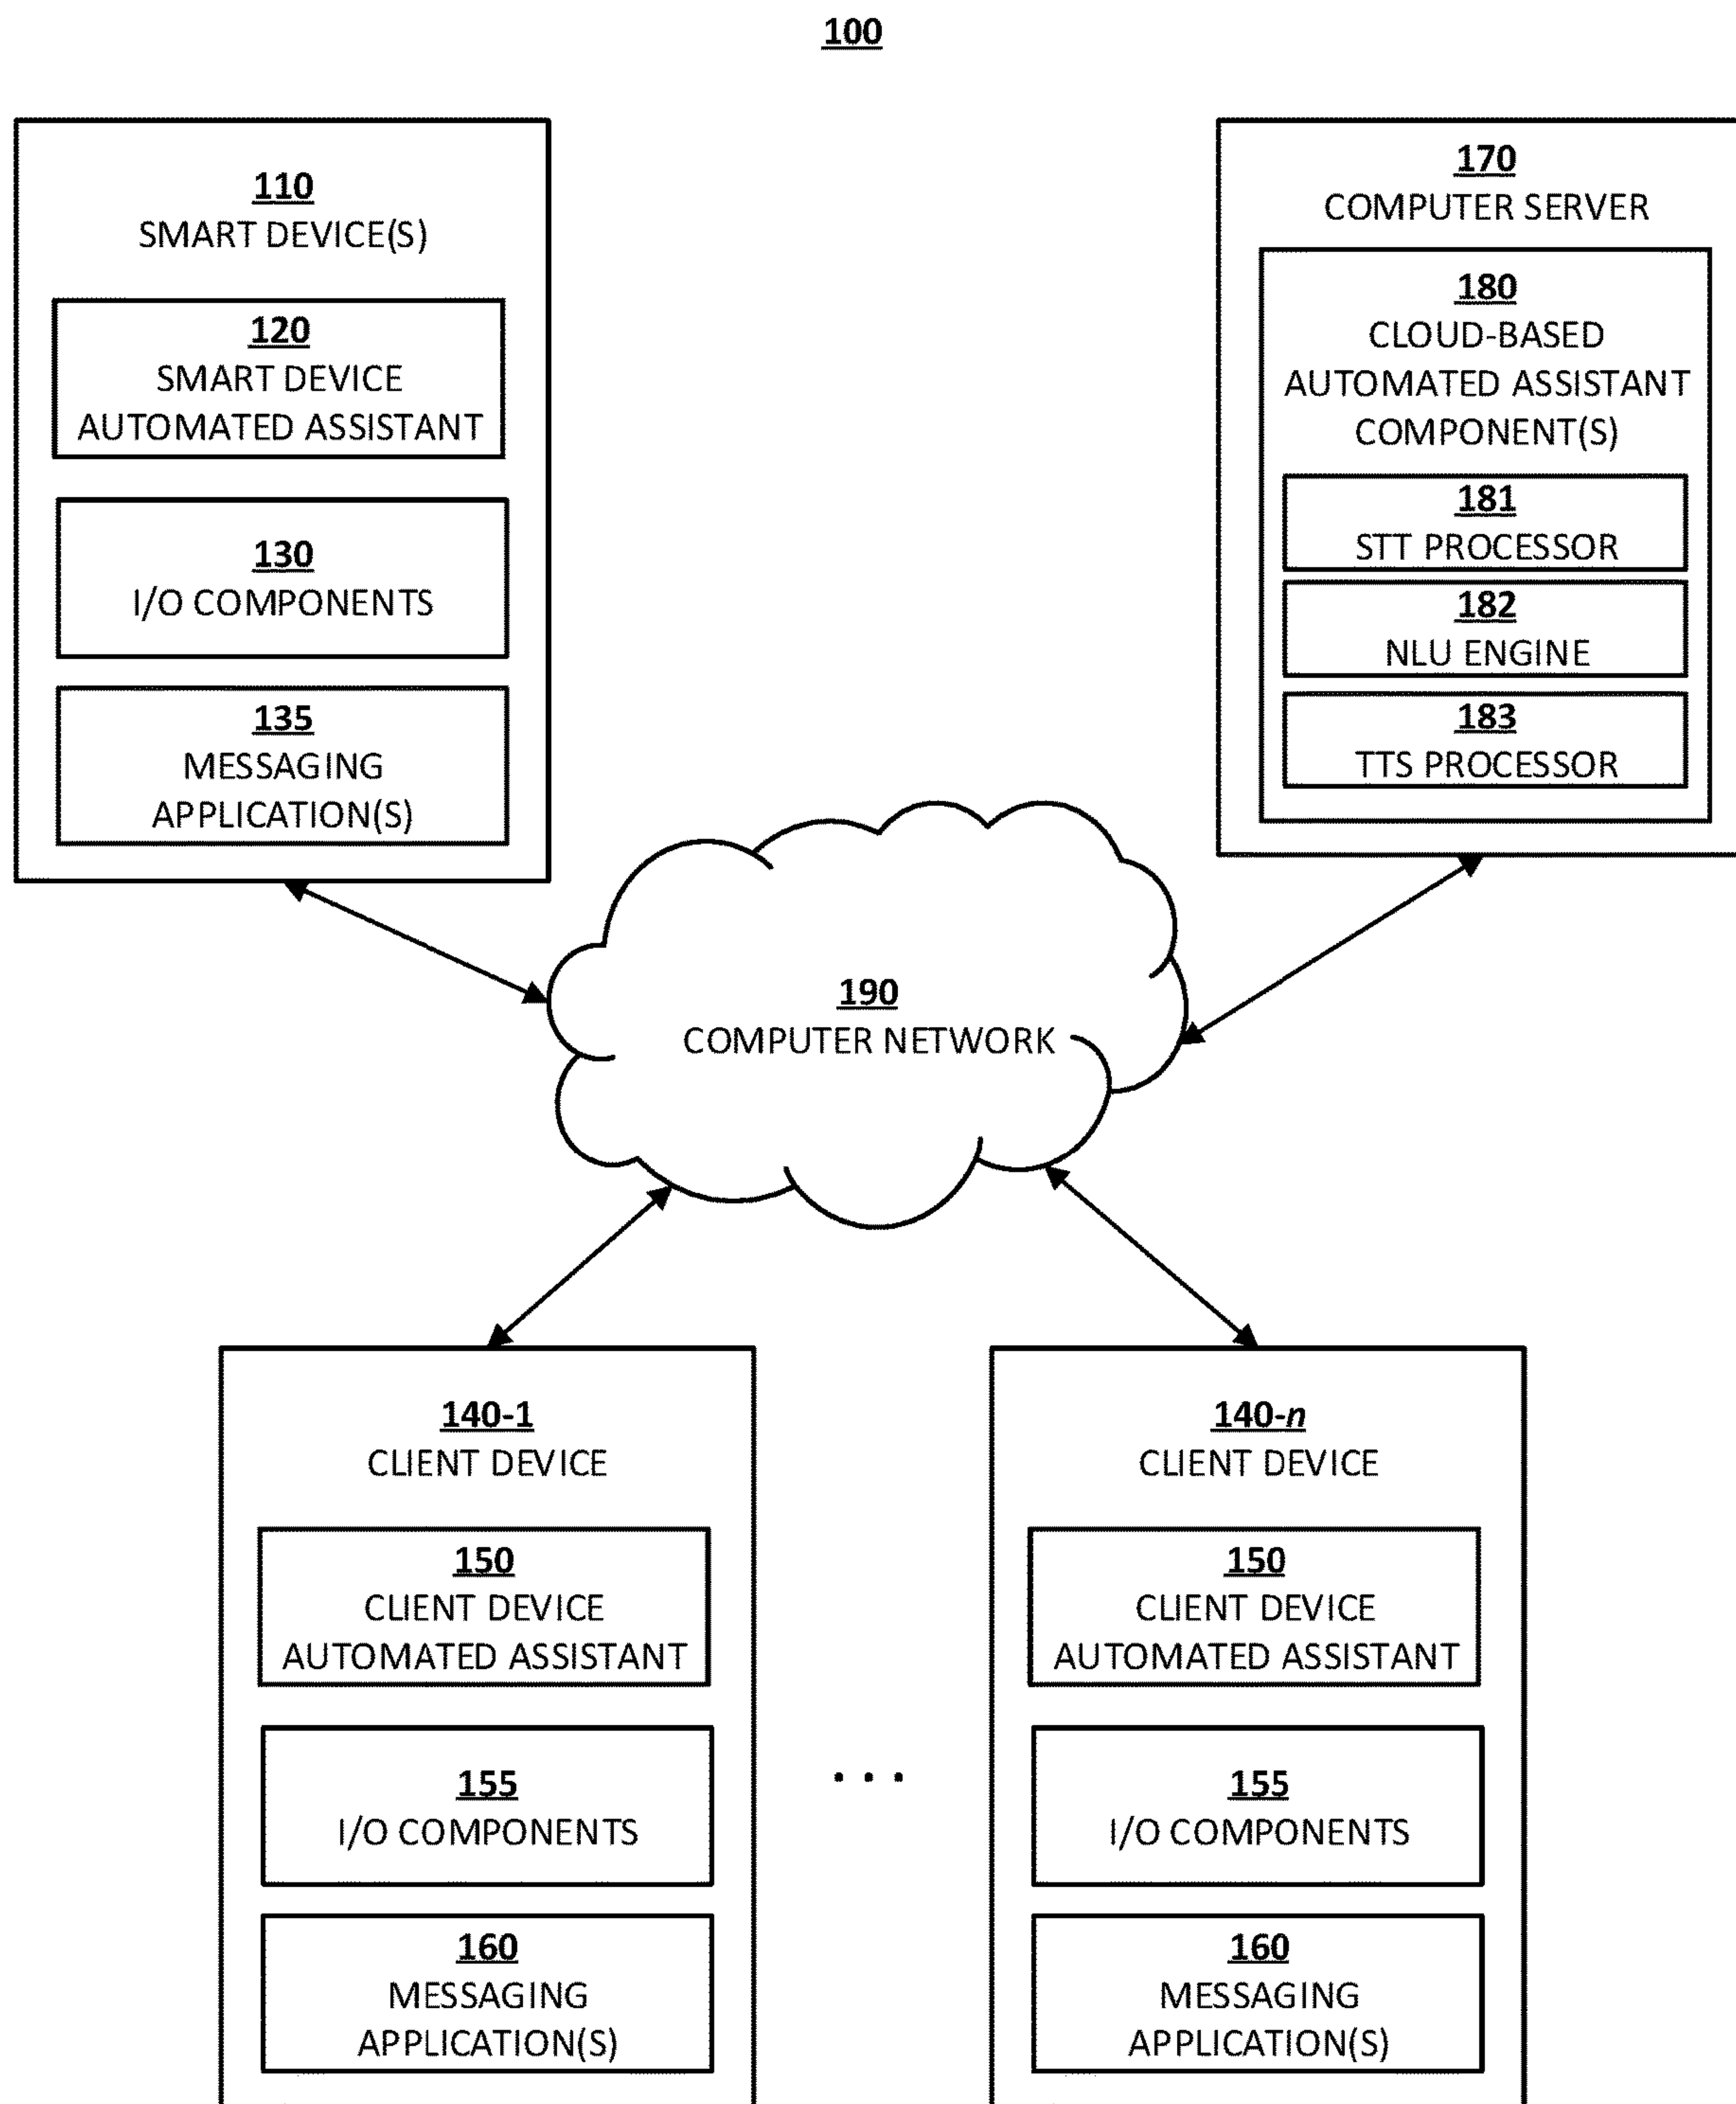 100
110
SMART DEVICE(S)
120
SMART DEVICE
AUTOMATED ASSISTANT
130
I/O COMPONENTS
135
MESSAGING
APPLICATION(S)
170
COMPUTER SERVER
180
CLOUD-BASED
AUTOMATED ASSISTANT
COMPONENT(S)
181
STT PROCESSOR
182
NLU ENGINE
183
TTS PROCESSOR
190
COMPUTER NETWORK
140-1
CLIENT DEVICE
150
CLIENT DEVICE
AUTOMATED ASSISTANT
155
I/O COMPONENTS
160
MESSAGING
APPLICATION(S)
. . .
140-n
CLIENT DEVICE
150
CLIENT DEVICE
AUTOMATED ASSISTANT
155
I/O COMPONENTS
160
MESSAGING
APPLICATION(S)